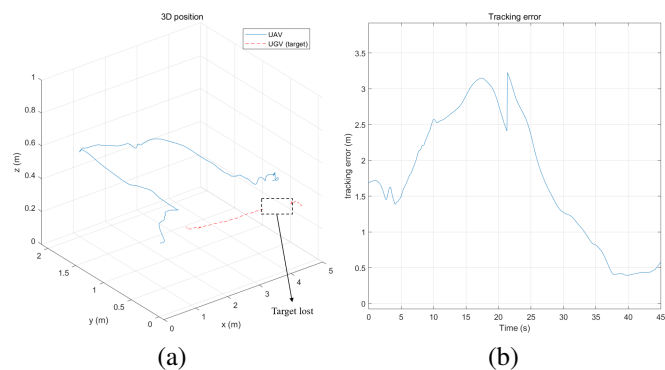 3D position
UAV
UGV (target)
1
0.8
0.6
0.4
0.2
0
z (m)
2
1.5
1
0.5
0
y (m)
0
1
2
3
4
5
x (m)
Target lost
(a)
Tracking error
3.5
3
2.5
2
1.5
1
0.5
0
tracking error (m)
0
5
10
15
20
25
30
35
40
45
Time (s)
(b)